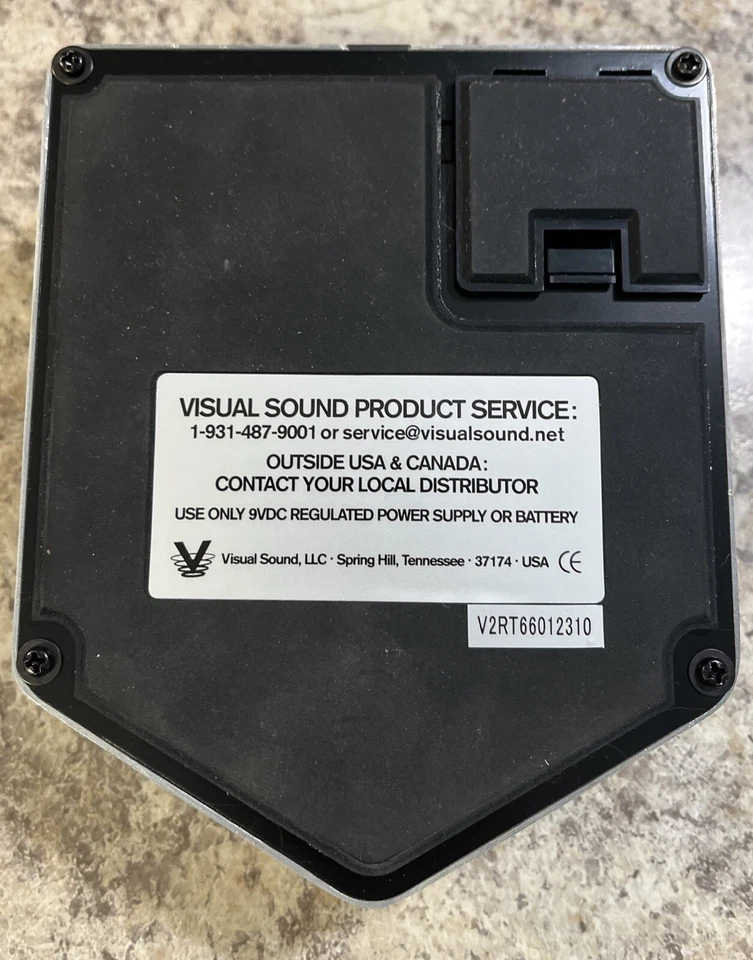 VISUAL SOUND PRODUCT SERVICE:
1-931-487-9001 or service@visualsound.net
OUTSIDE USA & CANADA:
CONTACT YOUR LOCAL DISTRIBUTOR
USE ONLY 9VDC REGULATED POWER SUPPLY OR BATTERY
V Visual Sound, LLC · Spring Hill, Tennessee · 37174 · USA CE
V2RT66012310